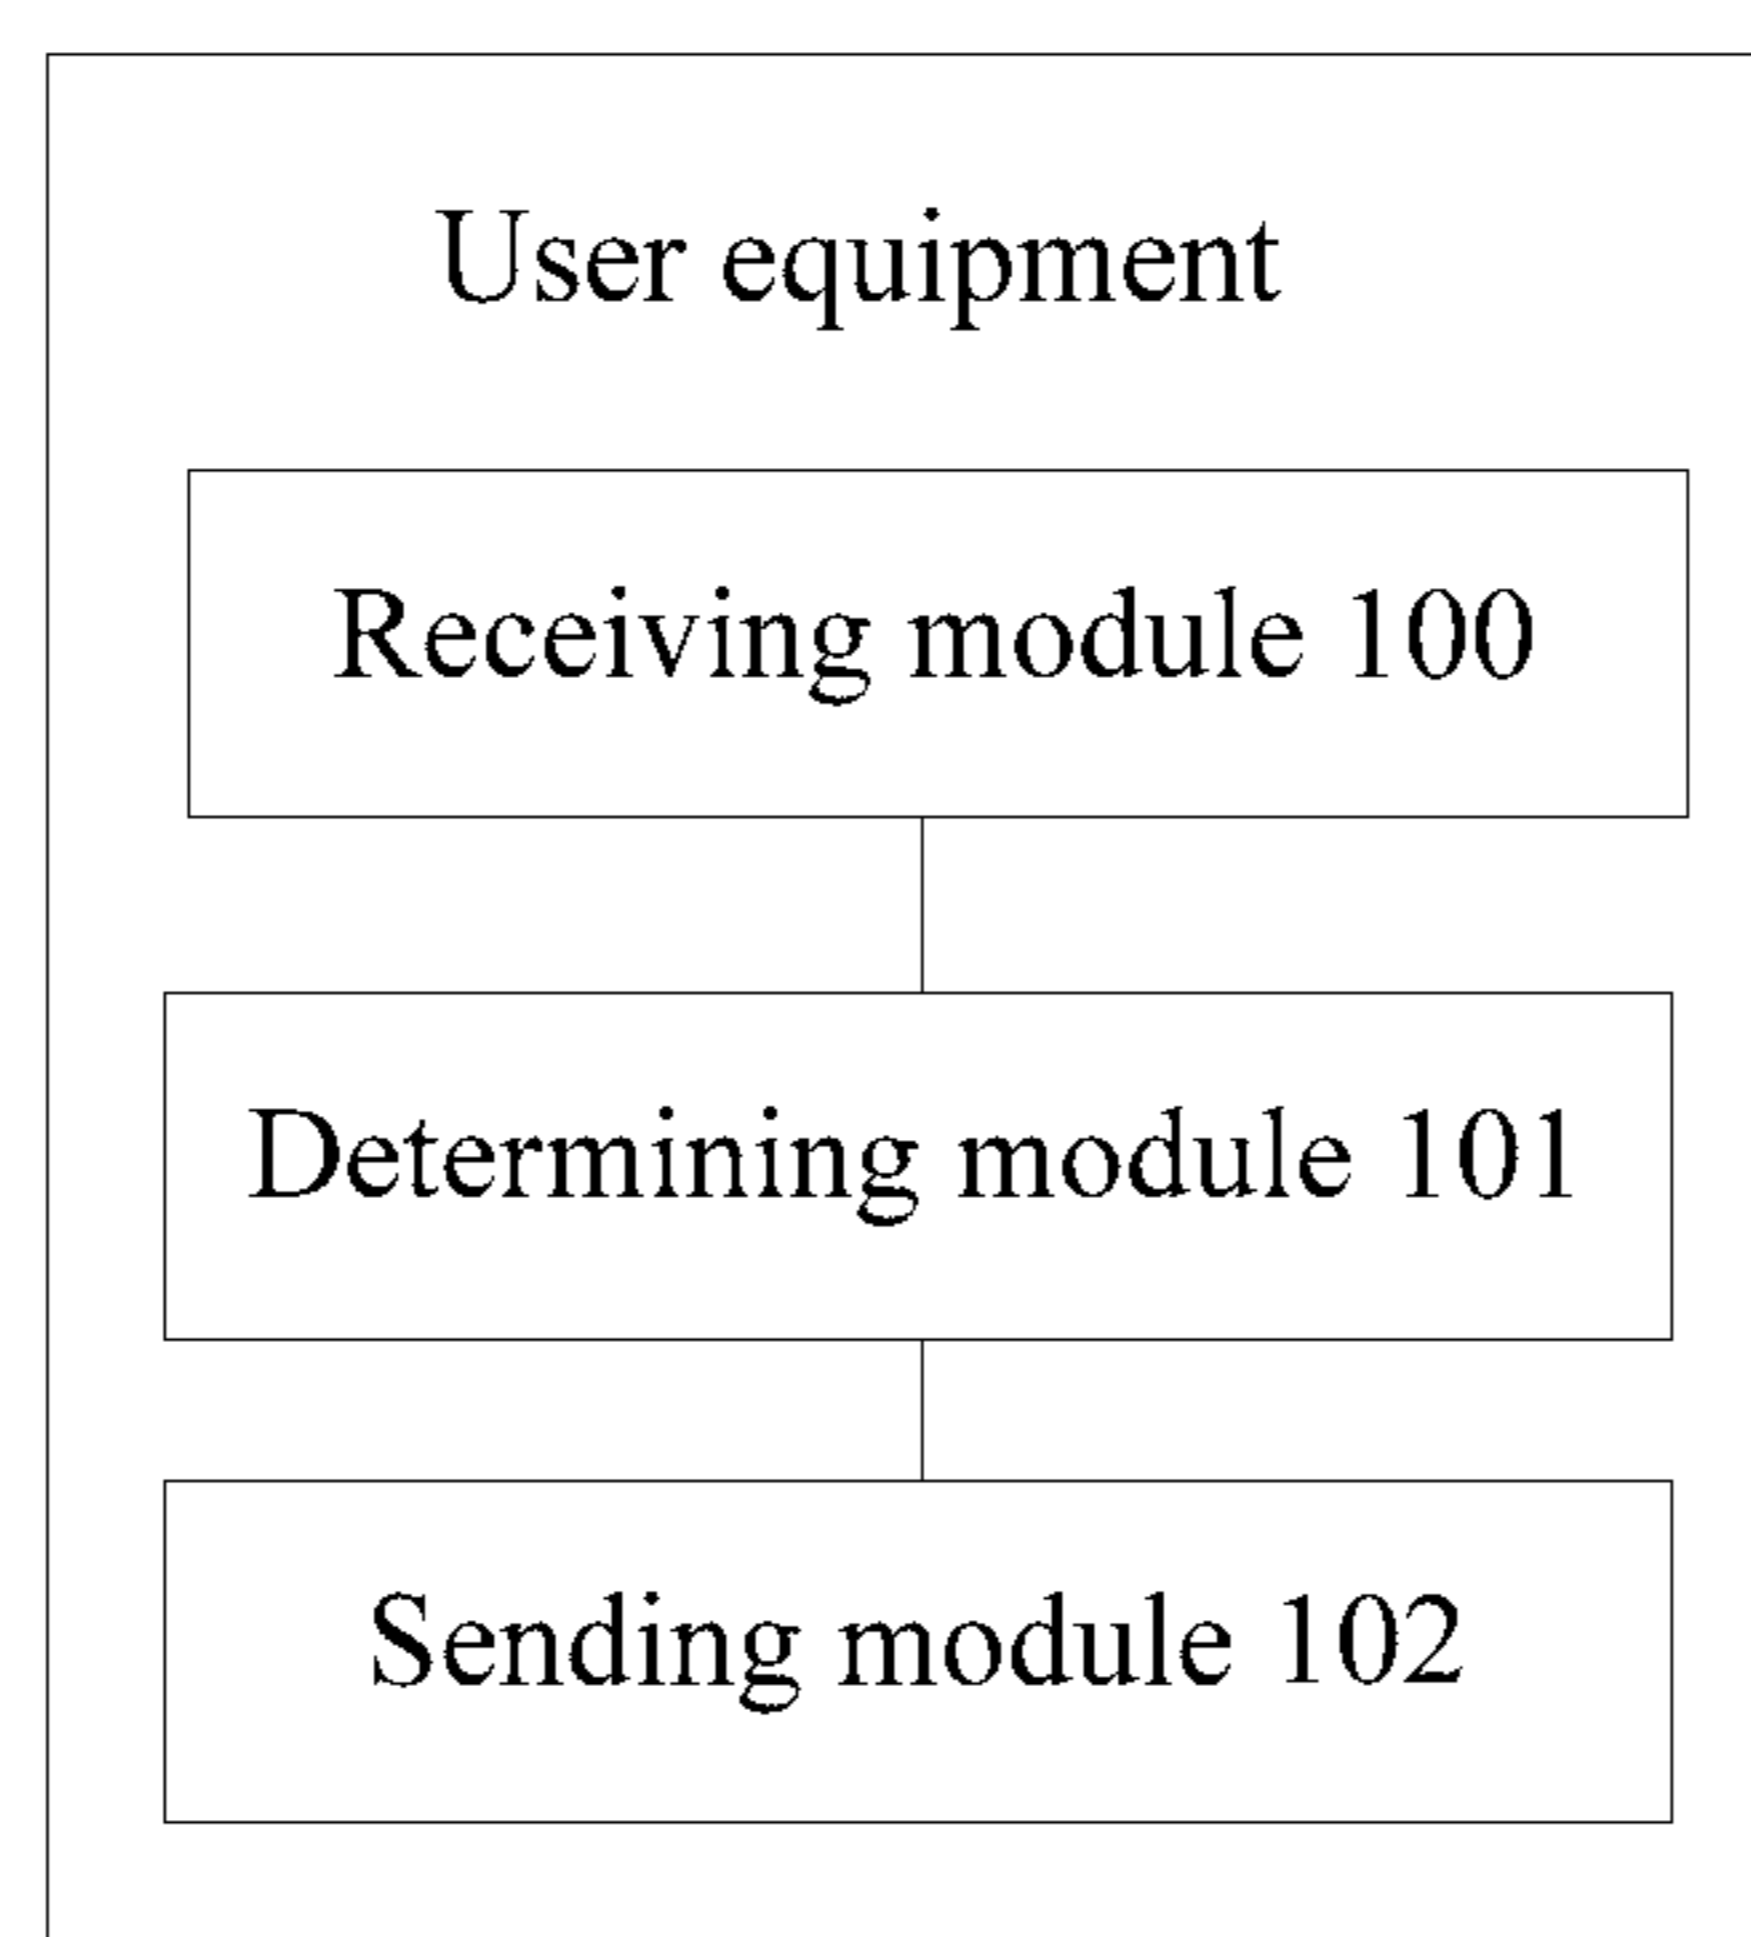 User equipment
Receiving module 100
Determining module 101
Sending module 102